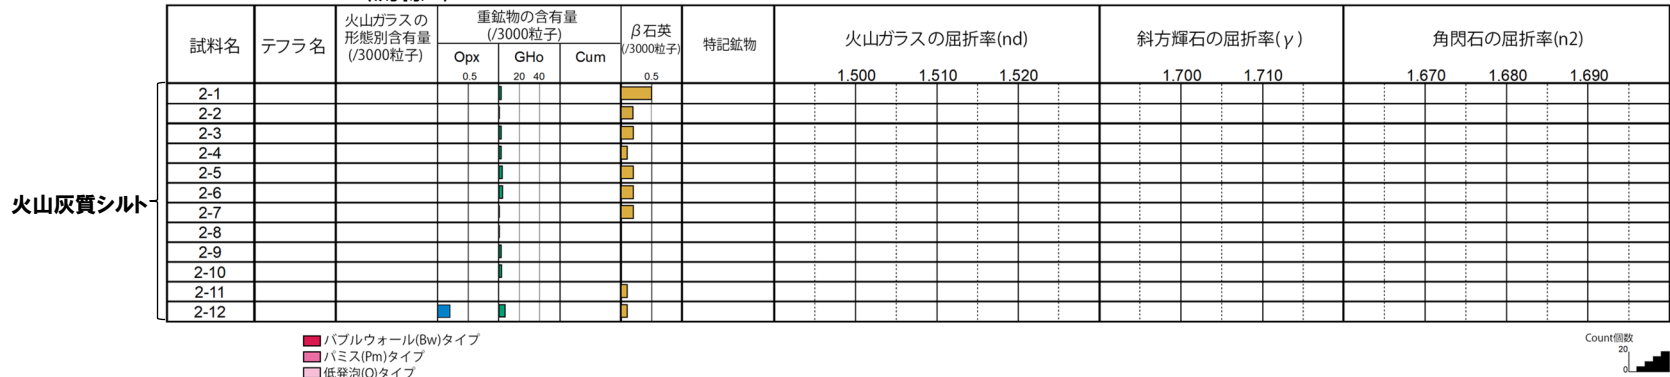 試料名
テフラ名
火山ガラスの
形態別含有量
(/3000粒子)
重鉱物の含有量
(/3000粒子)
Opx
GHo
Cum
0.5
20 40
β石英
(/3000粒子)
0.5
特記鉱物
火山ガラスの屈折率(nd)
1.500 1.510 1.520
斜方輝石の屈折率(γ)
1.700 1.710
角閃石の屈折率(n2)
1.670 1.680 1.690
火山灰質シルト
2-1
2-2
2-3
2-4
2-5
2-6
2-7
2-8
2-9
2-10
2-11
2-12
バブルウォール(Bw)タイプ
パミス(Pm)タイプ
低発泡(O)タイプ
Count個数
20
0